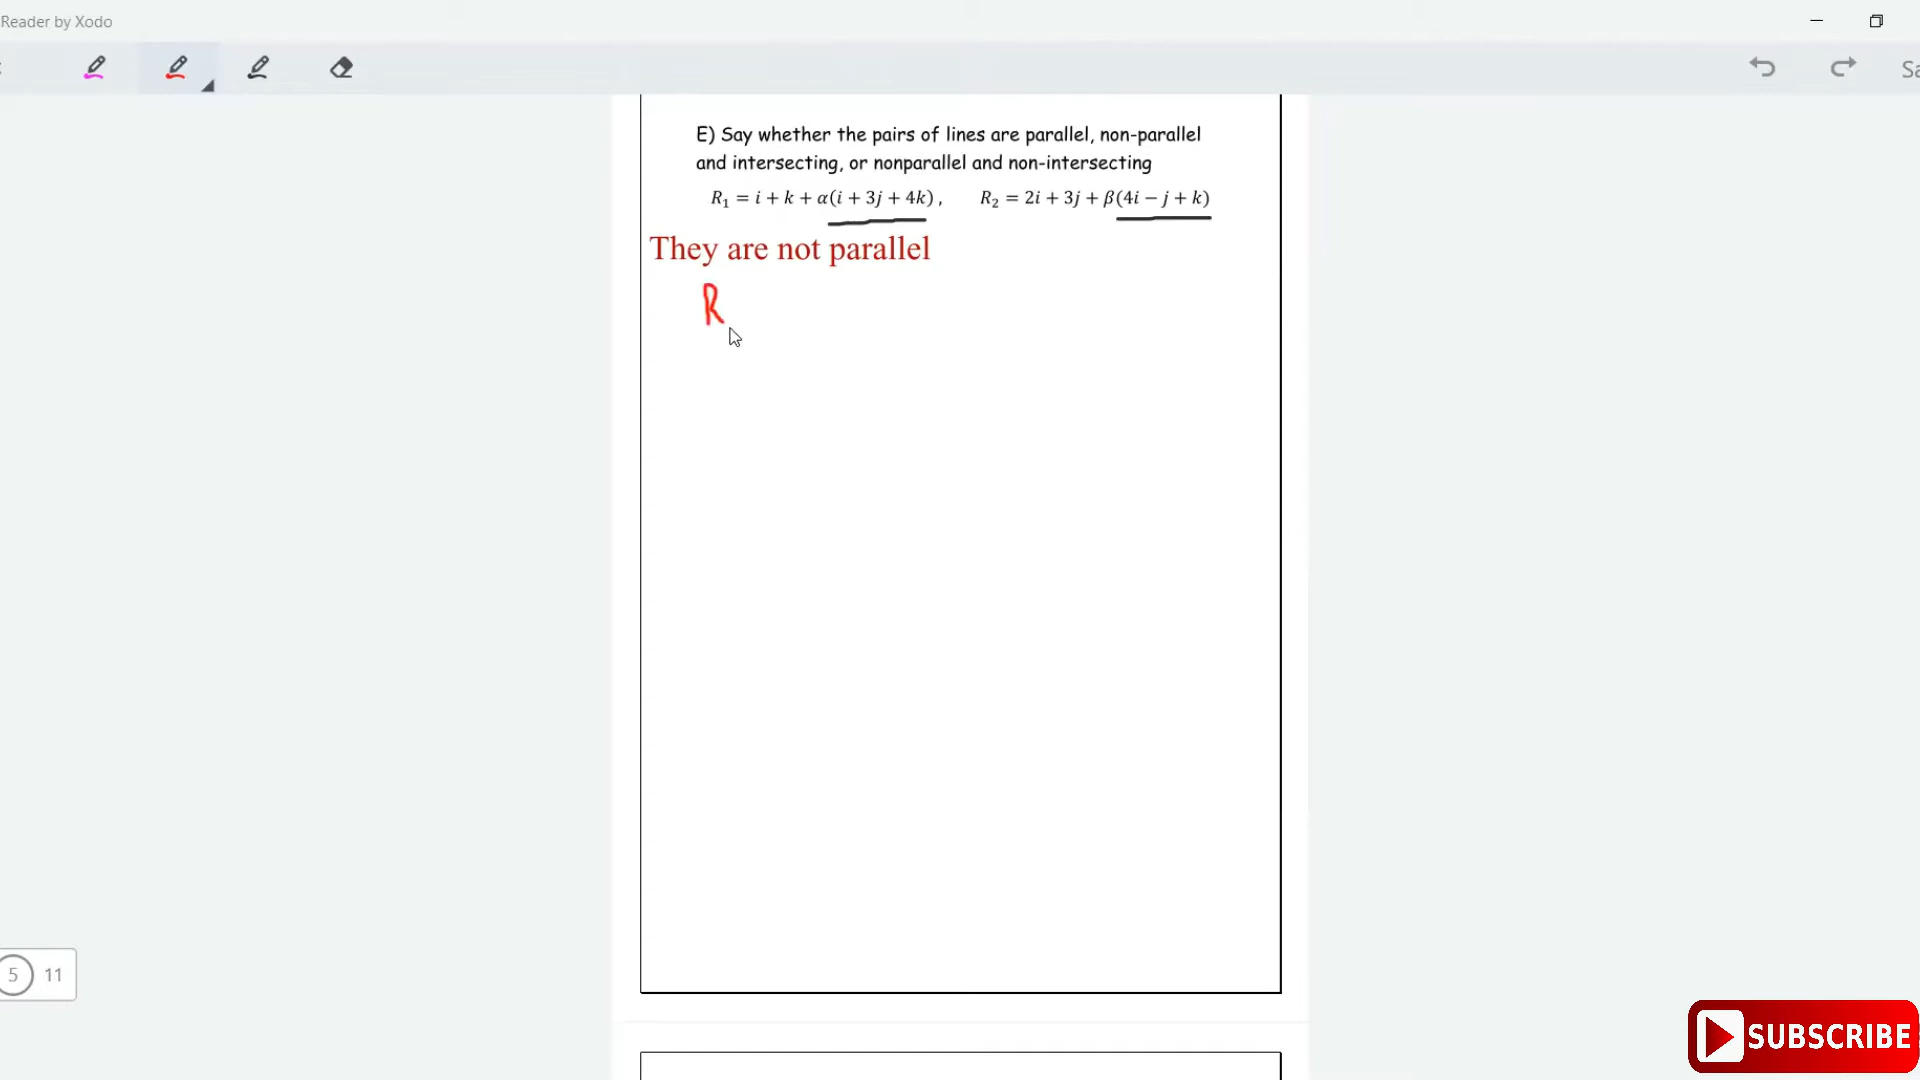 Reader by Xodo
Sa
E) Say whether the pairs of lines are parallel, non-parallel
and intersecting, or nonparallel and non-intersecting
R₁ = i + k + α(i + 3j + 4k) ,     R₂ = 2i + 3j + β(4i − j + k)
They are not parallel
R
5 11
SUBSCRIBE